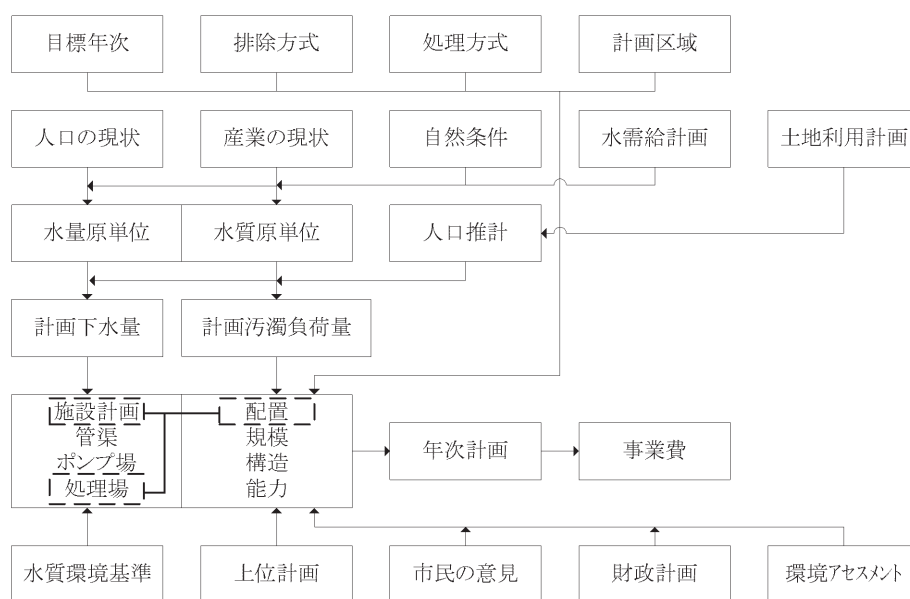 目標年次
排除方式
処理方式
計画区域
人口の現状
産業の現状
自然条件
水需給計画
土地利用計画
水量原単位
水質原単位
人口推計
計画下水量
計画汚濁負荷量
施設計画
管渠
ポンプ場
処理場
配置
規模
構造
能力
年次計画
事業費
水質環境基準
上位計画
市民の意見
財政計画
環境アセスメント